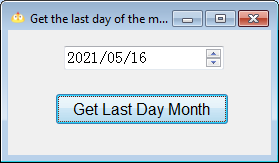 Get the last day of the m...
2021/05/16
Get Last Day Month